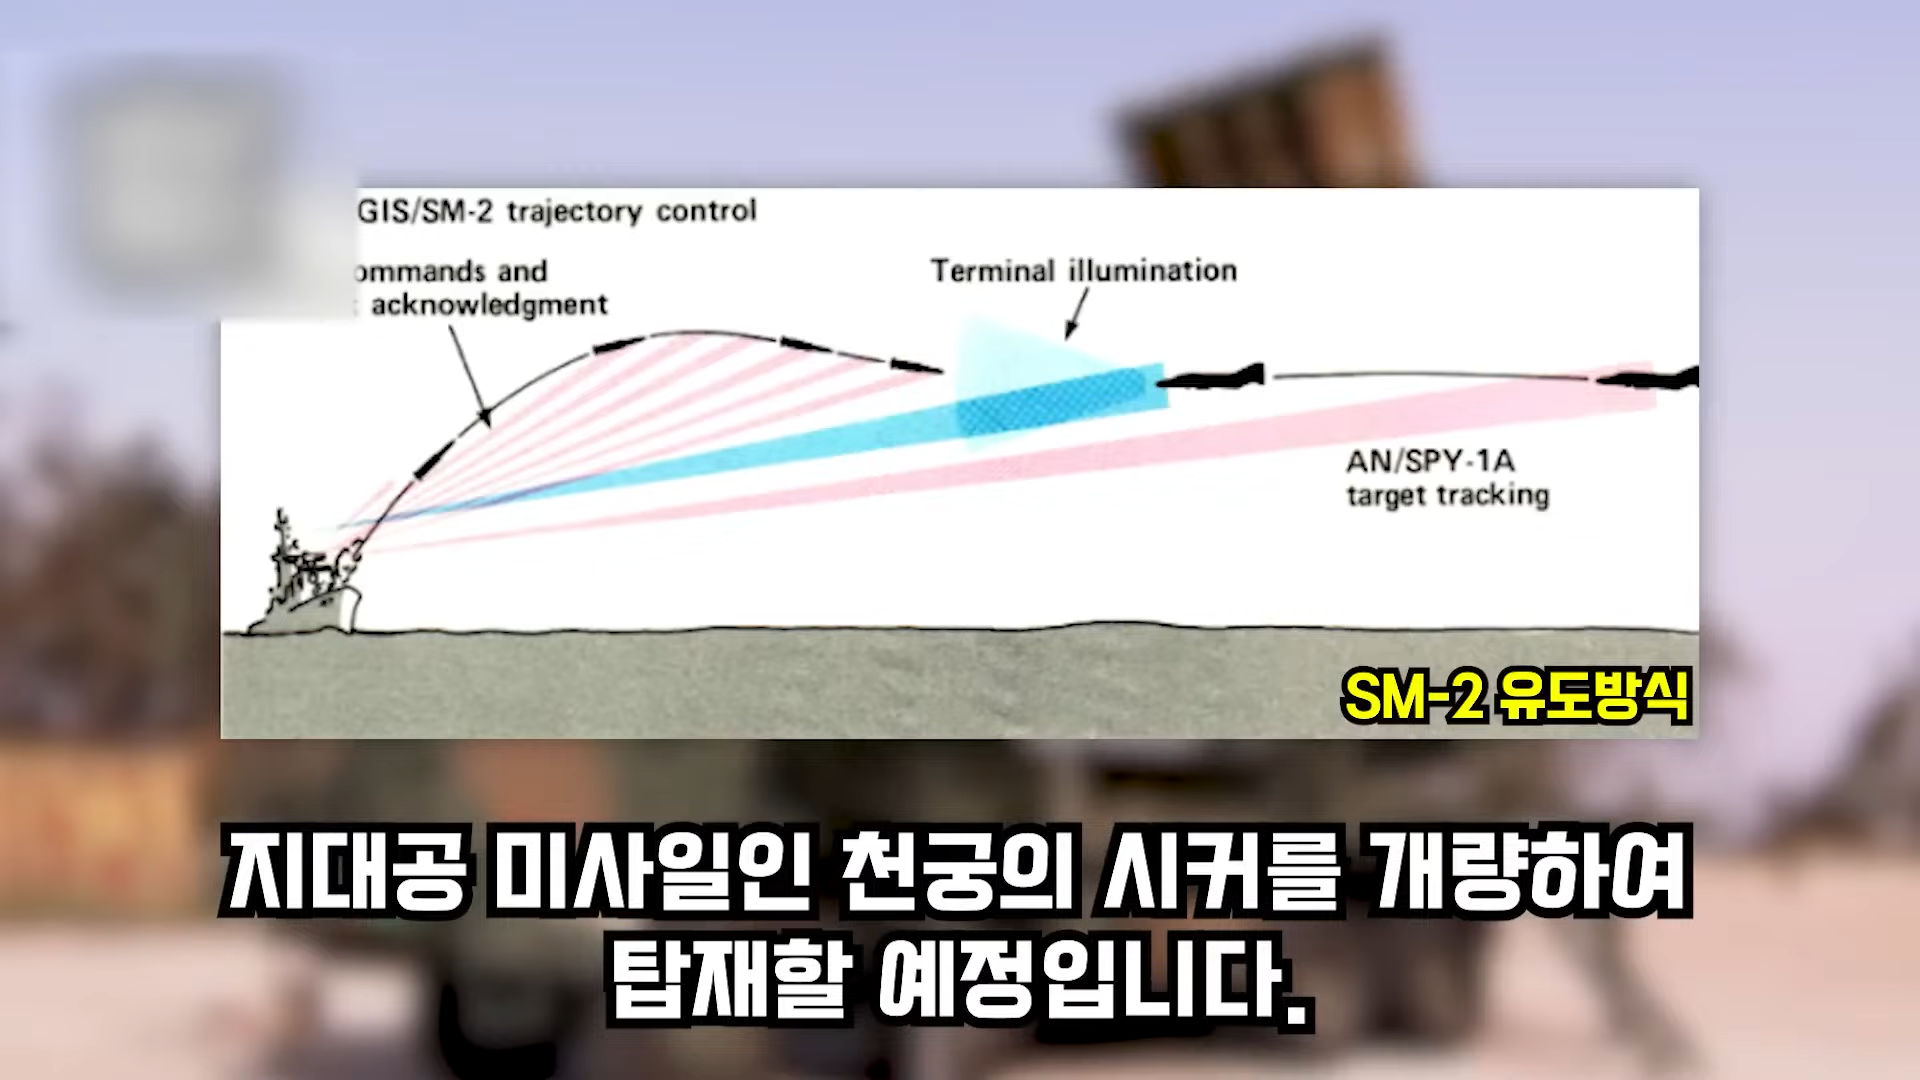 GIS/SM-2 trajectory control
ommands and
acknowledgment
Terminal illumination
AN/SPY-1A
target tracking
SM-2 유도방식
지대공 미사일인 천궁의 시커를 개량하여
탑재할 예정입니다.